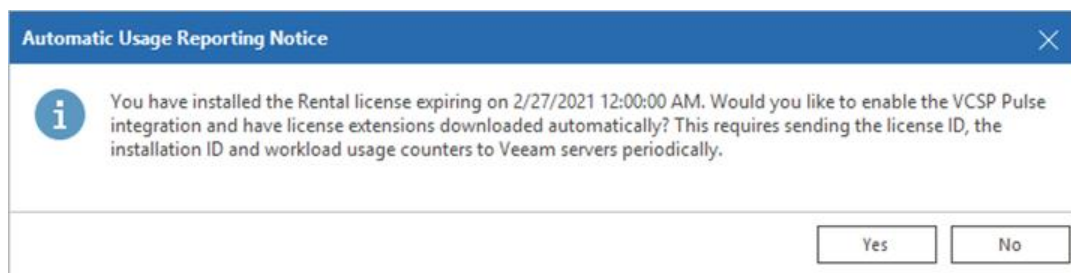 Automatic Usage Reporting Notice
You have installed the Rental license expiring on 2/27/2021 12:00:00 AM. Would you like to enable the VCSP Pulse
integration and have license extensions downloaded automatically? This requires sending the license ID, the
installation ID and workload usage counters to Veeam servers periodically.
Yes No